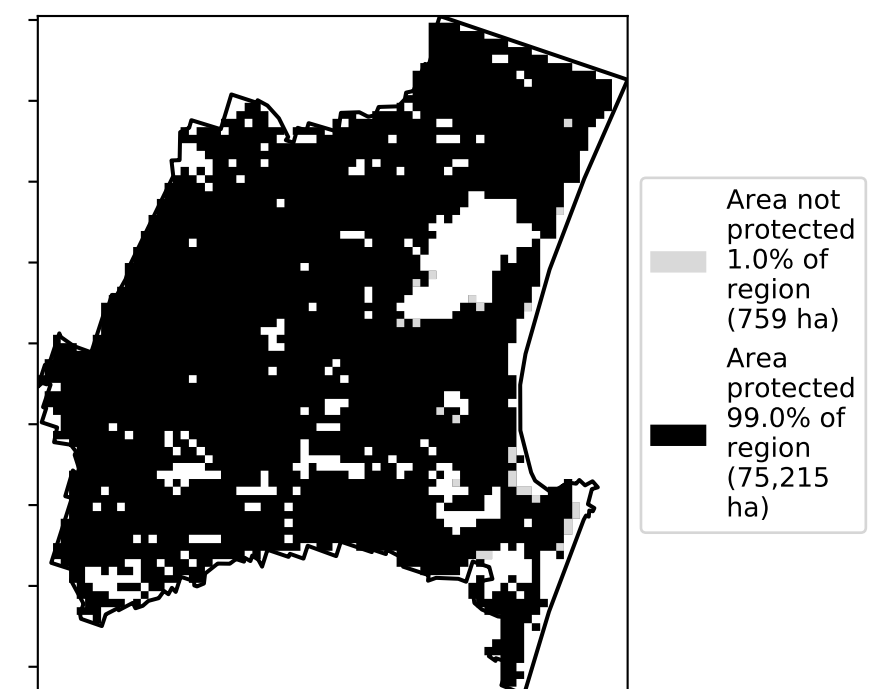 Area not
protected
1.0% of
region
(759 ha)
Area
protected
99.0% of
region
(75,215
ha)